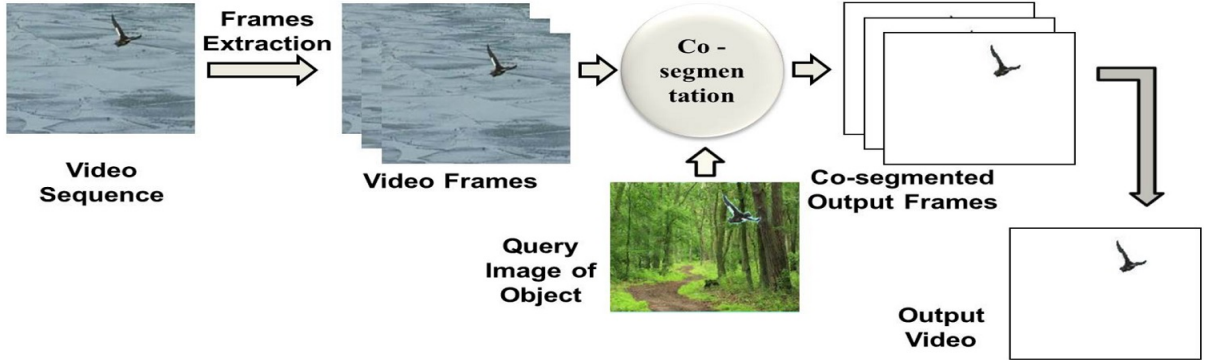 Frames
Extraction
Co -
segmen
tation
Video
Sequence
Video Frames
Co-segmented
Output Frames
Query
Image of
Object
Output
Video